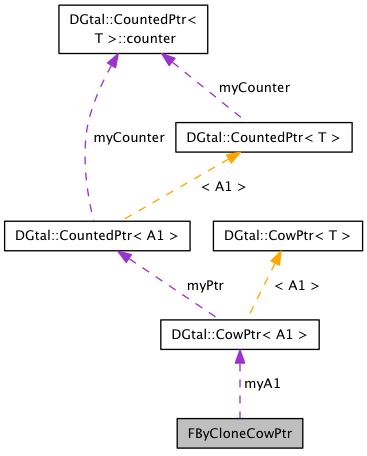 DGtal::CountedPtr<
T >::counter
myCounter
DGtal::CountedPtr< T >
myCounter
< A1 >
DGtal::CountedPtr< A1 >
DGtal::CowPtr< T >
myPtr
< A1 >
DGtal::CowPtr< A1 >
myA1
FByCloneCowPtr